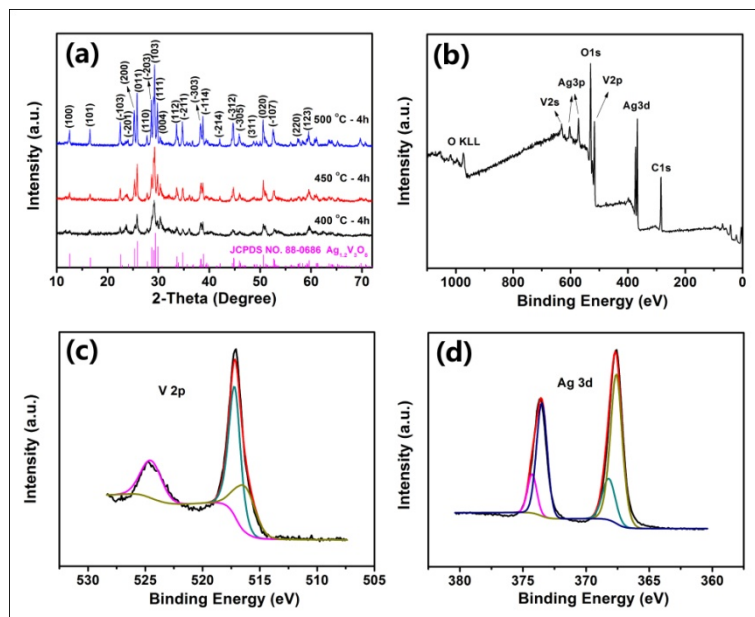 (a)
(100)
(101)
(-103)
(-201)
(200)
(011)
(110)
(-203)
(103)
(111)
(004)
(112)
(-211)
(-303)
(-114)
(-214)
(-312)
(-305)
(311)
(020)
(-107)
(220)
(123)
500 °C - 4h
450 °C - 4h
400 °C - 4h
JCPDS NO. 88-0686 Ag1.2V3O8
Intensity (a.u.)
10 20 30 40 50 60 70
2-Theta (Degree)
(b)
O KLL
V2s
Ag3p
O1s
V2p
Ag3d
C1s
Intensity (a.u.)
1000 800 600 400 200 0
Binding Energy (eV)
(c)
V 2p
Intensity (a.u.)
530 525 520 515 510 505
Binding Energy (eV)
(d)
Ag 3d
Intensity (a.u.)
380 375 370 365 360
Binding Energy (eV)